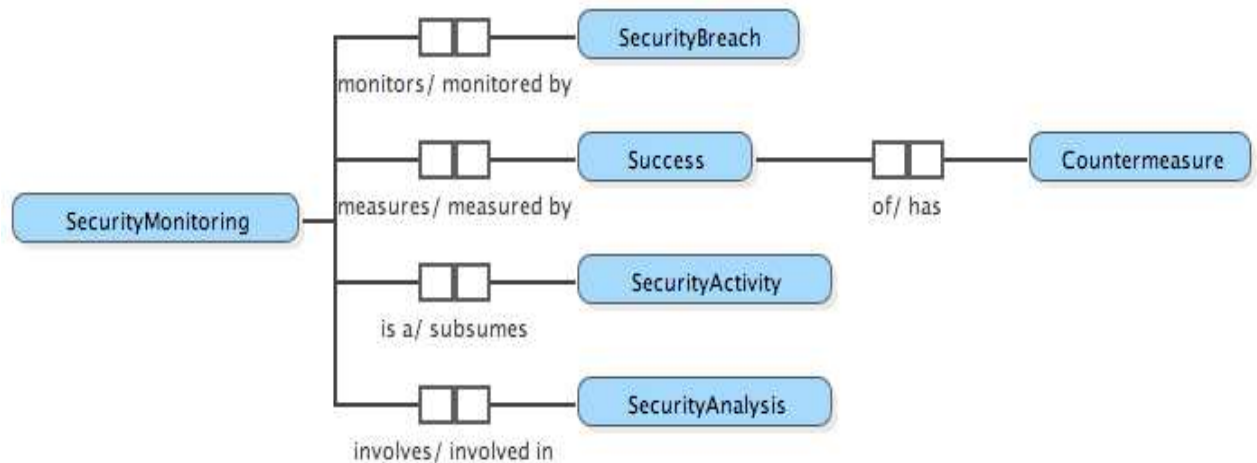 SecurityBreach
monitors/ monitored by
Success
Countermeasure
measures/ measured by
of/ has
SecurityMonitoring
SecurityActivity
is a/ subsumes
SecurityAnalysis
involves/ involved in